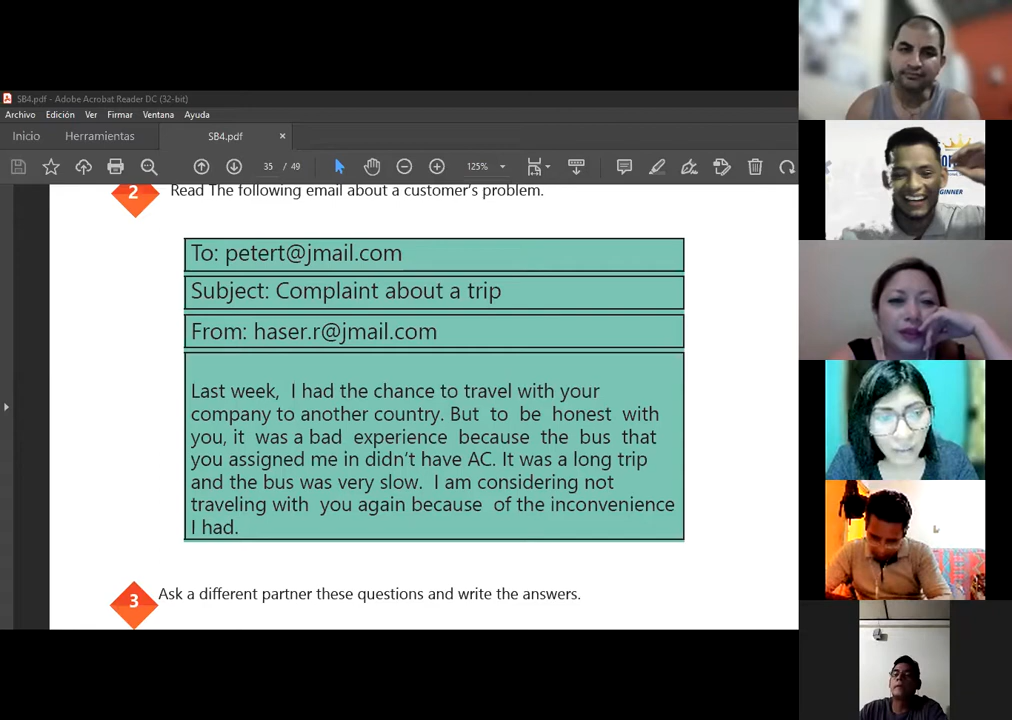 SB4.pdf - Adobe Acrobat Reader DC (32-bit)
Archivo Edición Ver Firmar Ventana Ayuda
Inicio Herramientas SB4.pdf ×
35 / 49 125%
2 Read The following email about a customer's problem.
To: petert@jmail.com
Subject: Complaint about a trip
From: haser.r@jmail.com
Last week, I had the chance to travel with your
company to another country. But to be honest with
you, it was a bad experience because the bus that
you assigned me in didn't have AC. It was a long trip
and the bus was very slow. I am considering not
traveling with you again because of the inconvenience
I had.
3 Ask a different partner these questions and write the answers.